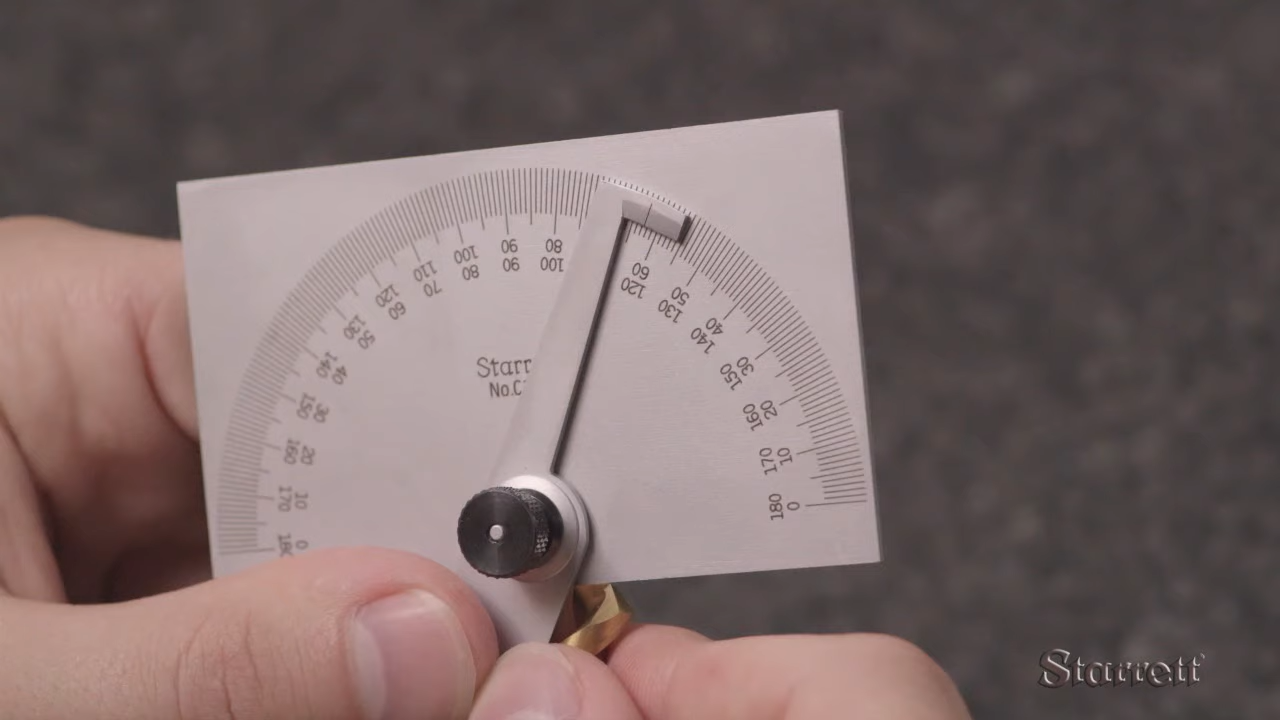 180 170 160 150 140 130 120 110 100 90 80 60 50 40 30 20 10 0
0 10 20 30 40 50 60 70 80 90 100 120 130 140 150 160 170 180
Starr
No.C
Starrett